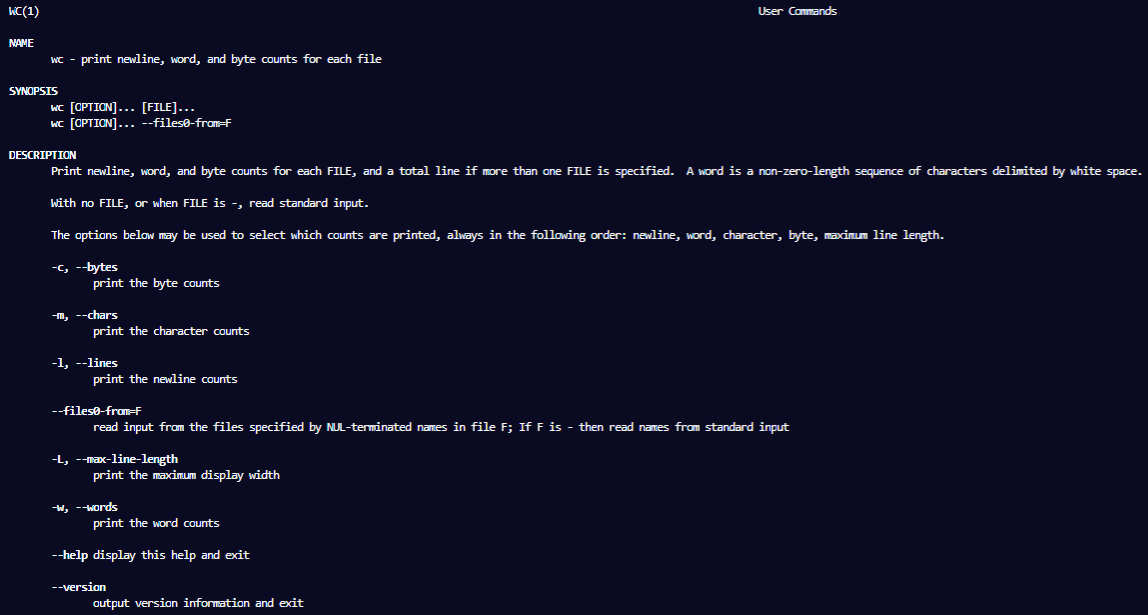 WC(1) User Commands
NAME
wc - print newline, word, and byte counts for each file
SYNOPSIS
wc [OPTION]... [FILE]...
wc [OPTION]... --files0-from=F
DESCRIPTION
Print newline, word, and byte counts for each FILE, and a total line if more than one FILE is specified.  A word is a non-zero-length sequence of characters delimited by white space.
With no FILE, or when FILE is -, read standard input.
The options below may be used to select which counts are printed, always in the following order: newline, word, character, byte, maximum line length.
-c, --bytes
print the byte counts
-m, --chars
print the character counts
-l, --lines
print the newline counts
--files0-from=F
read input from the files specified by NUL-terminated names in file F; If F is - then read names from standard input
-L, --max-line-length
print the maximum display width
-w, --words
print the word counts
--help display this help and exit
--version
output version information and exit